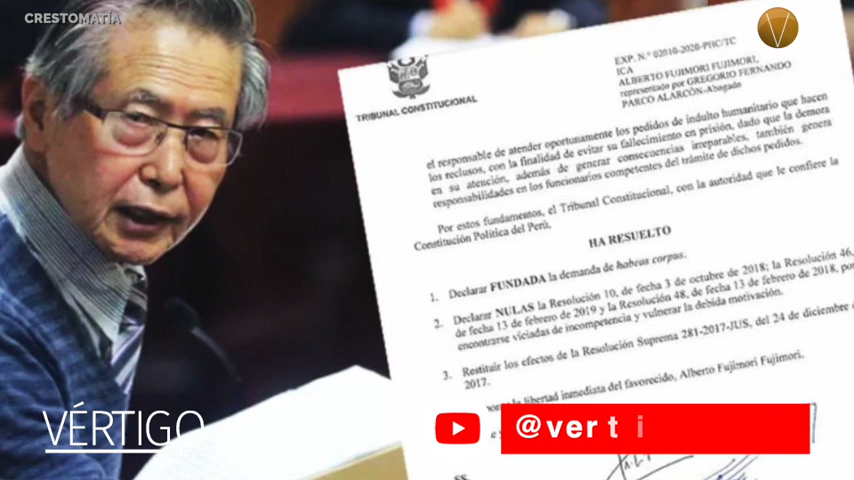 CRESTOMATÍA
TRIBUNAL CONSTITUCIONAL
EXP. N.° 02010-2020-PHC/TC
ICA
ALBERTO FUJIMORI FUJIMORI,
representado por GREGORIO FERNANDO
PARCO ALARCÓN-Abogado
el responsable de atender oportunamente los pedidos de indulto humanitario que hacen
los reclusos, con la finalidad de evitar su fallecimiento en prisión, dado que la demora
en su atención, además de generar consecuencias irreparables, también genera
responsabilidades en los funcionarios competentes del trámite de dichos pedidos.
Por estos fundamentos, el Tribunal Constitucional, con la autoridad que le confiere la
Constitución Política del Perú,
HA RESUELTO
1. Declarar FUNDADA la demanda de habeas corpus.
2. Declarar NULAS la Resolución 10, de fecha 3 de octubre de 2018; la Resolución 46,
de fecha 13 de febrero de 2019 y la Resolución 48, de fecha 13 de febrero de 2018, por
encontrarse viciadas de incompetencia y vulnerar la debida motivación.
3. Restituir los efectos de la Resolución Suprema 281-2017-JUS, del 24 de diciembre d
2017.
la libertad inmediata del favorecido, Alberto Fujimori Fujimori.
VÉRTIGO
@verti